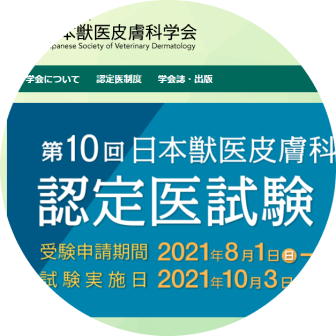 本獣医皮膚科学会
Japanese Society of Veterinary Dermatology
学会について 認定医制度 学会誌・出版
第10回 日本獣医皮膚科
認定医試験
受験申請期間 2021年8月1日(日)
試験実施日 2021年10月3日